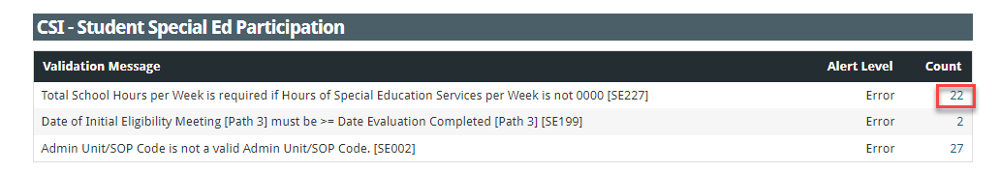 CSI - Student Special Ed Participation
Validation Message Alert Level Count
Total School Hours per Week is required if Hours of Special Education Services per Week is not 0000 [SE227] Error 22
Date of Initial Eligibility Meeting [Path 3] must be >= Date Evaluation Completed [Path 3] [SE199] Error 2
Admin Unit/SOP Code is not a valid Admin Unit/SOP Code. [SE002] Error 27